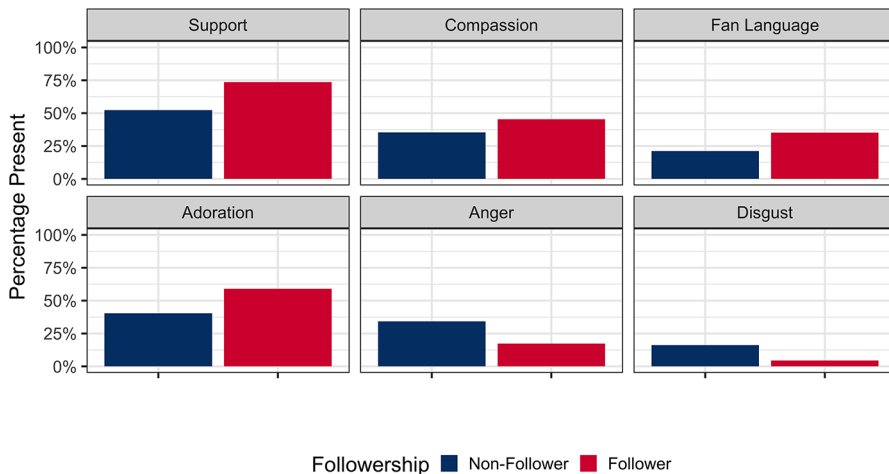 Support Compassion Fan Language
100%
75%
50%
25%
0%
Adoration Anger Disgust
100%
75%
50%
25%
0%
Percentage Present
Followership Non-Follower Follower